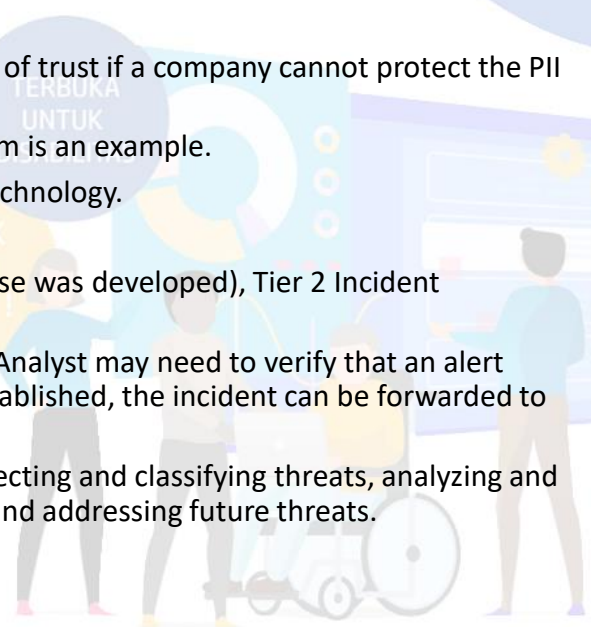 of trust if a company cannot protect the PII
TERBUKA
UNTUK
m is an example.
chnology.
se was developed), Tier 2 Incident
Analyst may need to verify that an alert
ablished, the incident can be forwarded to
ecting and classifying threats, analyzing and
nd addressing future threats.